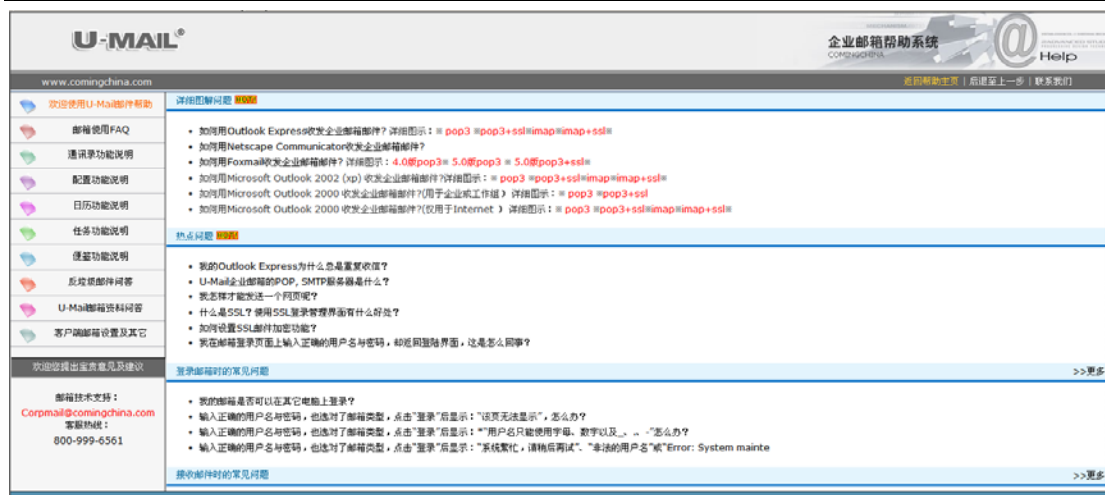 U-MAIL®
企业邮箱帮助系统
COMINGCHINA
Help
www.comingchina.com
返回帮助主页 | 后退至上一步 | 联系我们
欢迎使用U-Mail邮件帮助
邮箱使用FAQ
通讯录功能说明
配置功能说明
日历功能说明
任务功能说明
便笺功能说明
反垃圾邮件问答
U-Mail邮箱资料问答
客户端邮箱设置及其它
欢迎您提出宝贵意见及建议
邮箱技术支持：
Corpmail@comingchina.com
客服热线：
800-999-6561
详细图解问题
• 如何用Outlook Express收发企业邮箱邮件？详细图示：pop3 pop3+ssl imap imap+ssl
• 如何用Netscape Communicator收发企业邮箱邮件？
• 如何用Foxmail收发企业邮箱邮件？详细图示：4.0版pop3 5.0版pop3 5.0版pop3+ssl
• 如何用Microsoft Outlook 2002 (xp) 收发企业邮箱邮件?详细图示：pop3 pop3+ssl imap imap+ssl
• 如何用Microsoft Outlook 2000 收发企业邮箱邮件?(用于企业或工作组）详细图示：pop3 pop3+ssl
• 如何用Microsoft Outlook 2000 收发企业邮箱邮件?(仅用于Internet ）详细图示：pop3 pop3+ssl imap imap+ssl
热点问题
• 我的Outlook Express为什么总是重复收信？
• U-Mail企业邮箱的POP, SMTP服务器是什么？
• 我怎样才能发送一个网页呢？
• 什么是SSL？使用SSL登录管理界面有什么好处？
• 如何设置SSL邮件加密功能？
• 我在邮箱登录页面上输入正确的用户名与密码，却返回登陆界面，这是怎么回事？
登录邮箱时的常见问题 >>更多
• 我的邮箱是否可以在其它电脑上登录？
• 输入正确的用户名与密码，也选对了邮箱类型，点击"登录"后显示："该页无法显示"，怎么办？
• 输入正确的用户名与密码，也选对了邮箱类型，点击"登录"后显示："用户名只能使用字母、数字以及_、.、-"怎么办？
• 输入正确的用户名与密码，也选对了邮箱类型，点击"登录"后显示："系统繁忙，请稍后再试"、"非法的用户名"或"Error: System mainte
接收邮件时的常见问题 >>更多